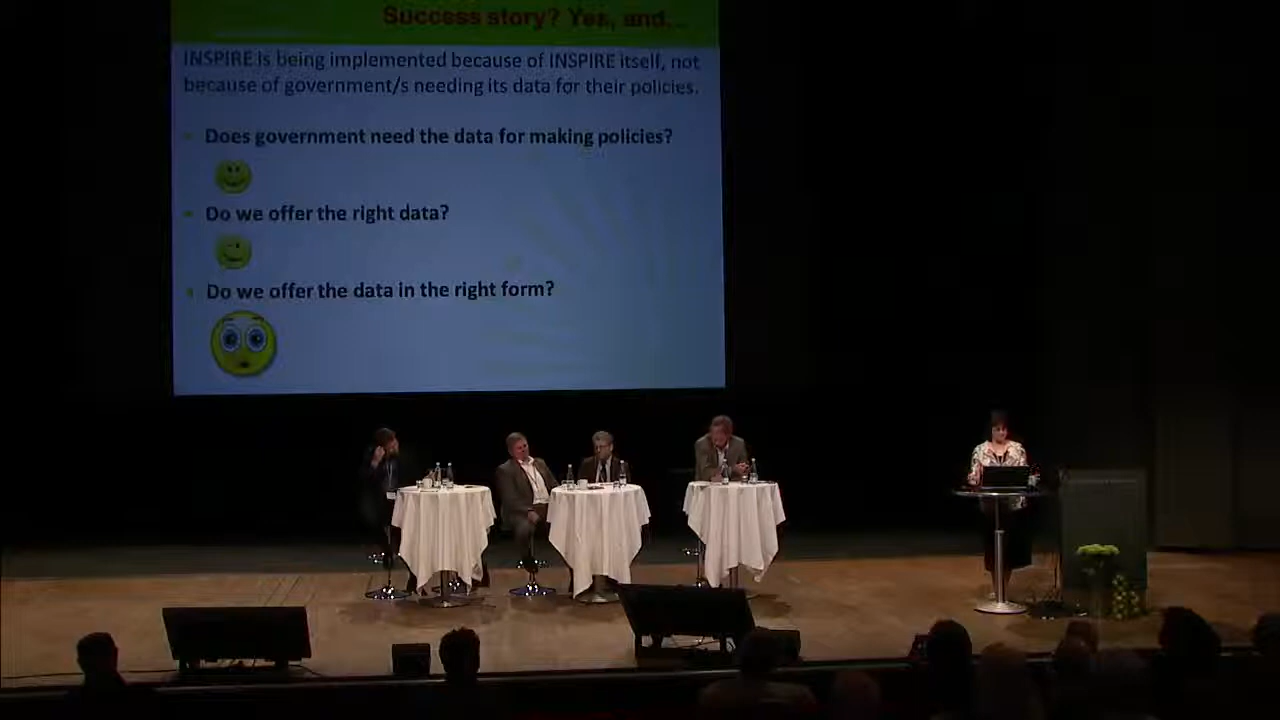 Success story? Yes, and...
INSPIRE is being implemented because of INSPIRE itself, not
because of government/s needing its data for their policies.
Does government need the data for making policies?
Do we offer the right data?
Do we offer the data in the right form?